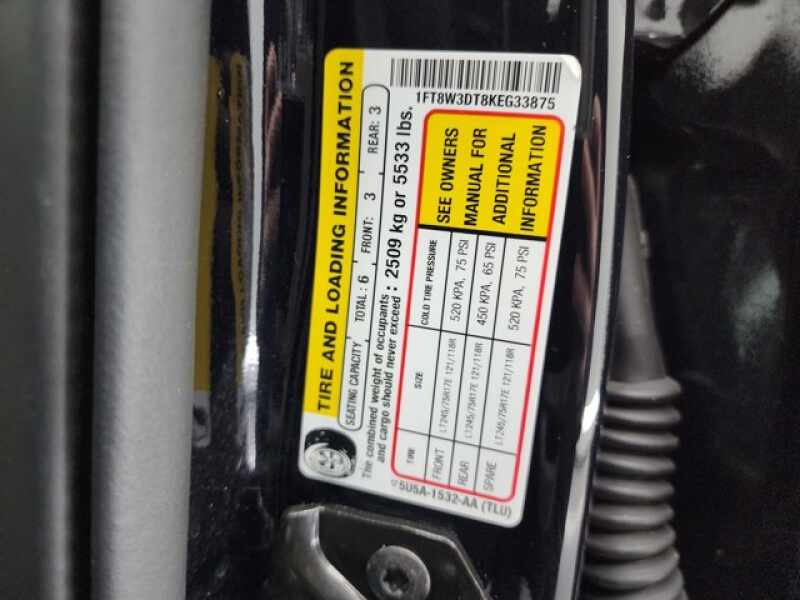 TIRE AND LOADING INFORMATION
SEATING CAPACITY TOTAL: 6 FRONT: 3 REAR: 3
The combined weight of occupants
and cargo should never exceed : 2509 kg or 5533 lbs.
TIRE SIZE COLD TIRE PRESSURE
FRONT LT245/75R17E 121/118R 520 KPA, 75 PSI
REAR LT245/75R17E 121/118R 450 KPA, 65 PSI
SPARE LT245/75R17E 121/118R 520 KPA, 75 PSI
SEE OWNERS
MANUAL FOR
ADDITIONAL
INFORMATION
5U5A-1532-AA (TLU)
1FT8W3DT8KEG33875